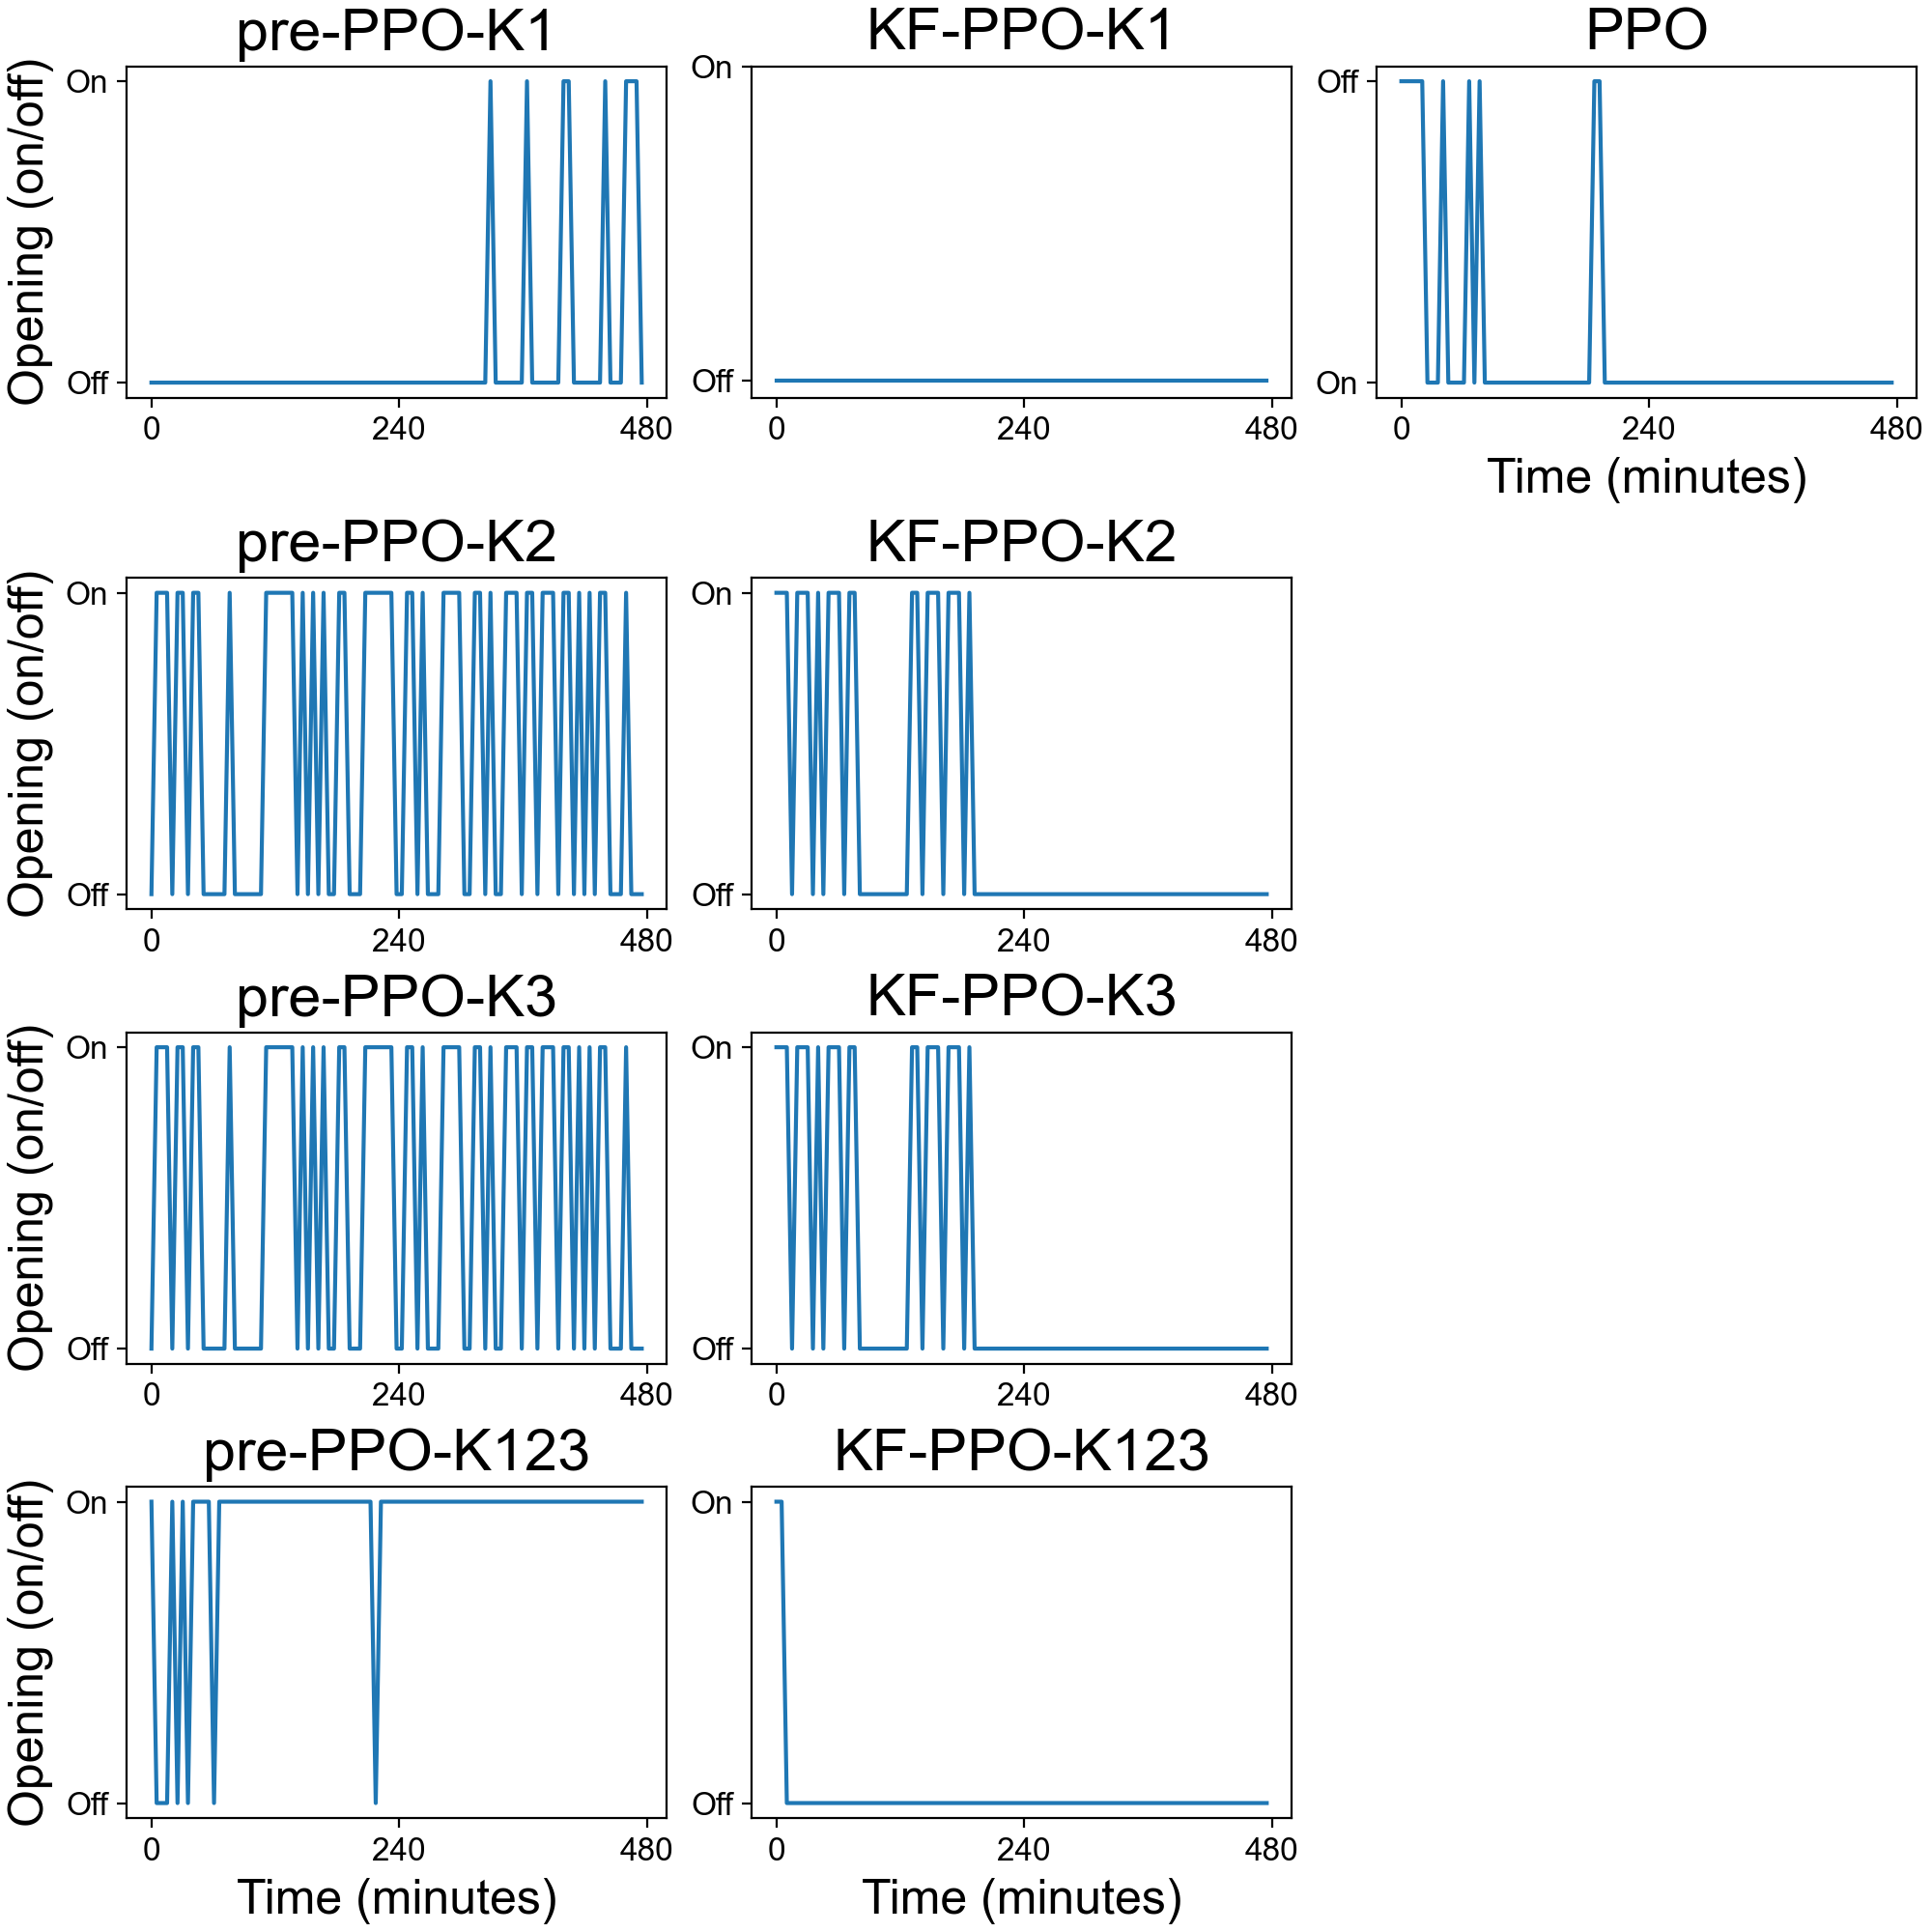 pre-PPO-K1
KF-PPO-K1
PPO
Opening (on/off)
On
Off
0
240
480
On
Off
0
240
480
Off
On
0
240
480
Time (minutes)
pre-PPO-K2
KF-PPO-K2
Opening (on/off)
On
Off
0
240
480
On
Off
0
240
480
pre-PPO-K3
KF-PPO-K3
Opening (on/off)
On
Off
0
240
480
On
Off
0
240
480
pre-PPO-K123
KF-PPO-K123
Opening (on/off)
On
Off
0
240
480
Time (minutes)
On
Off
0
240
480
Time (minutes)